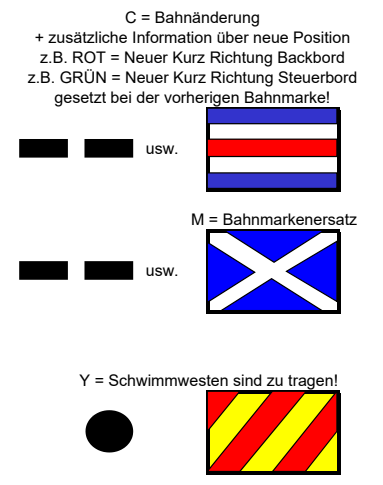 C = Bahnänderung
+ zusätzliche Information über neue Position
z.B. ROT = Neuer Kurz Richtung Backbord
z.B. GRÜN = Neuer Kurz Richtung Steuerbord
gesetzt bei der vorherigen Bahnmarke!
usw.
M = Bahnmarkenersatz
usw.
Y = Schwimmwesten sind zu tragen!